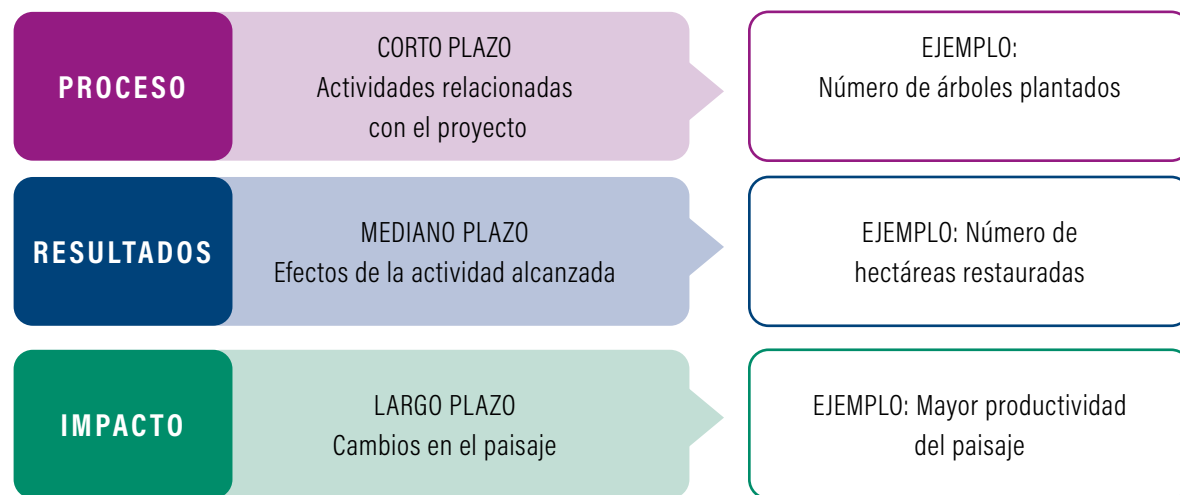 PROCESO
CORTO PLAZO
Actividades relacionadas
con el proyecto
EJEMPLO:
Número de árboles plantados
RESULTADOS
MEDIANO PLAZO
Efectos de la actividad alcanzada
EJEMPLO: Número de
hectáreas restauradas
IMPACTO
LARGO PLAZO
Cambios en el paisaje
EJEMPLO: Mayor productividad
del paisaje